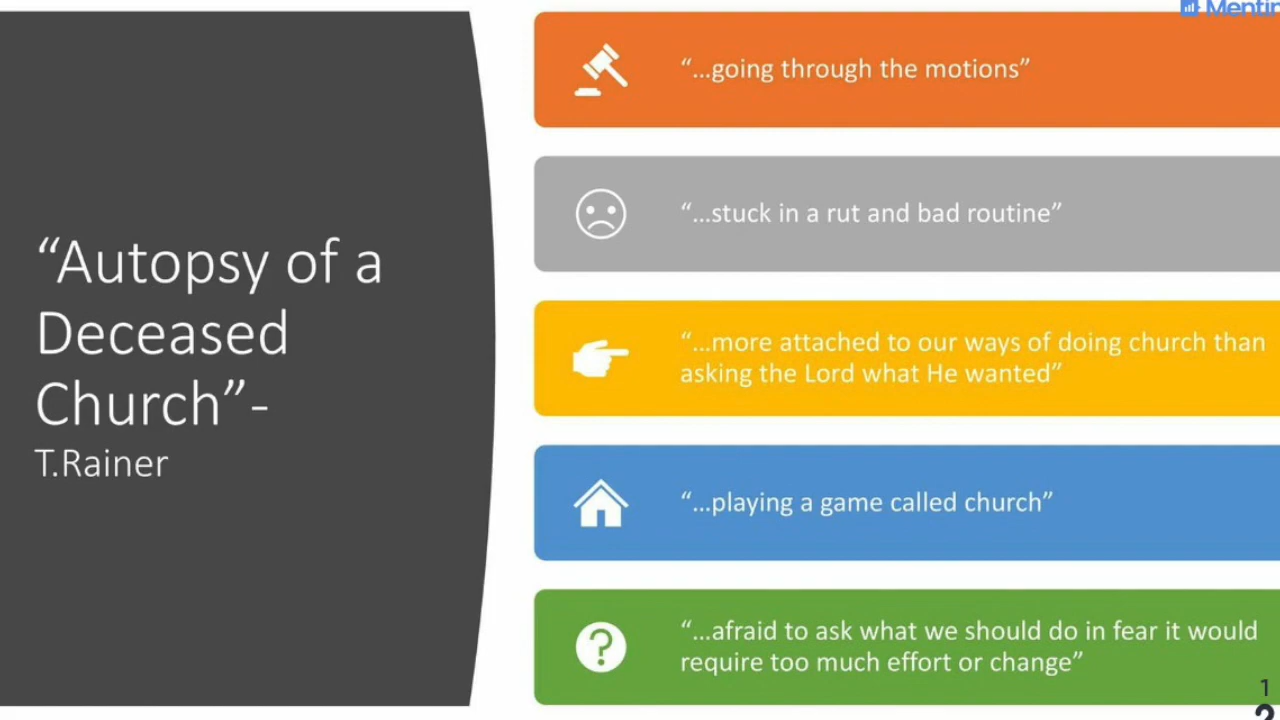 “Autopsy of a
Deceased
Church”-
T.Rainer
“...going through the motions”
“...stuck in a rut and bad routine”
“...more attached to our ways of doing church than
asking the Lord what He wanted”
“...playing a game called church”
“...afraid to ask what we should do in fear it would
require too much effort or change”
1